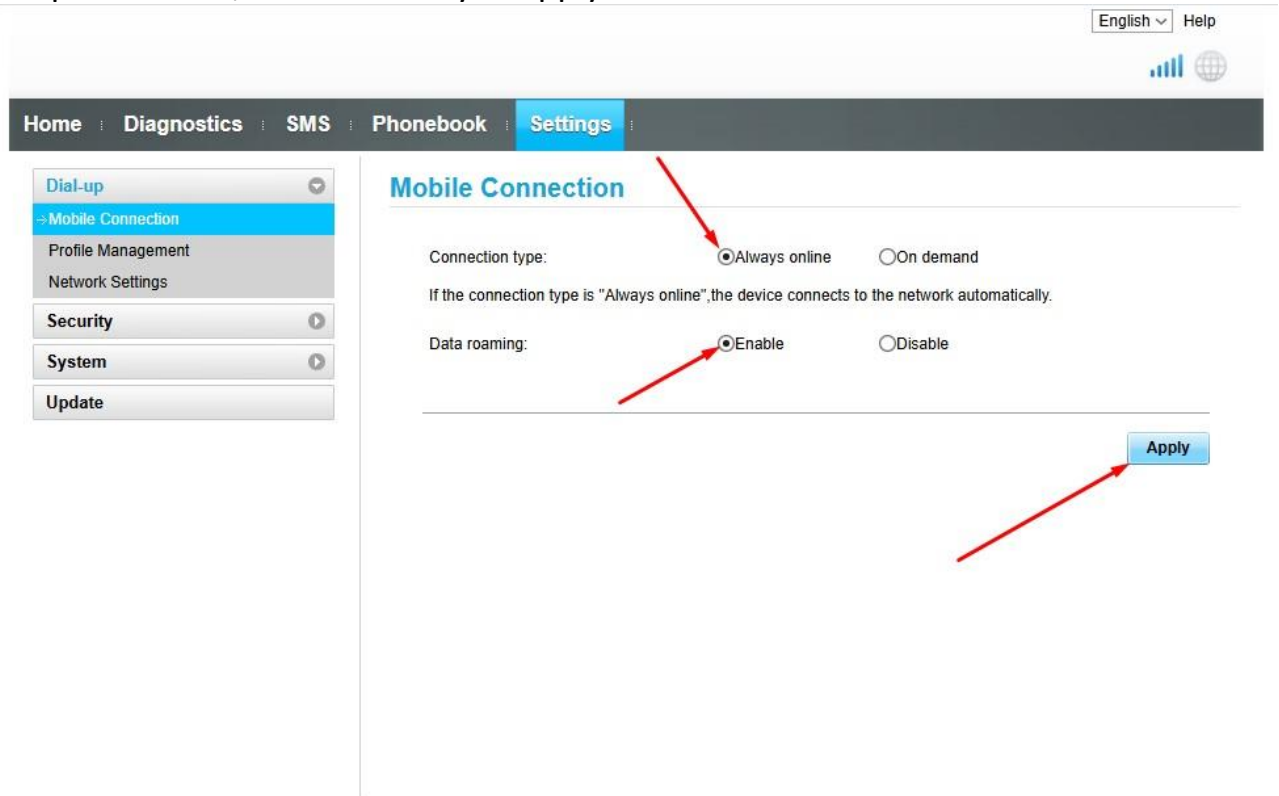 English Help
Home Diagnostics SMS Phonebook Settings
Dial-up
→Mobile Connection
Profile Management
Network Settings
Security
System
Update
Mobile Connection
Connection type: Always online On demand
If the connection type is "Always online",the device connects to the network automatically.
Data roaming: Enable Disable
Apply